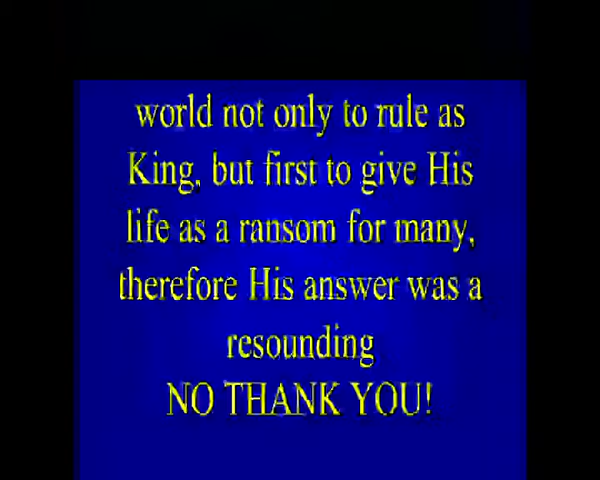 world not only to rule as
King, but first to give His
life as a ransom for many,
therefore His answer was a
resounding
NO THANK YOU!